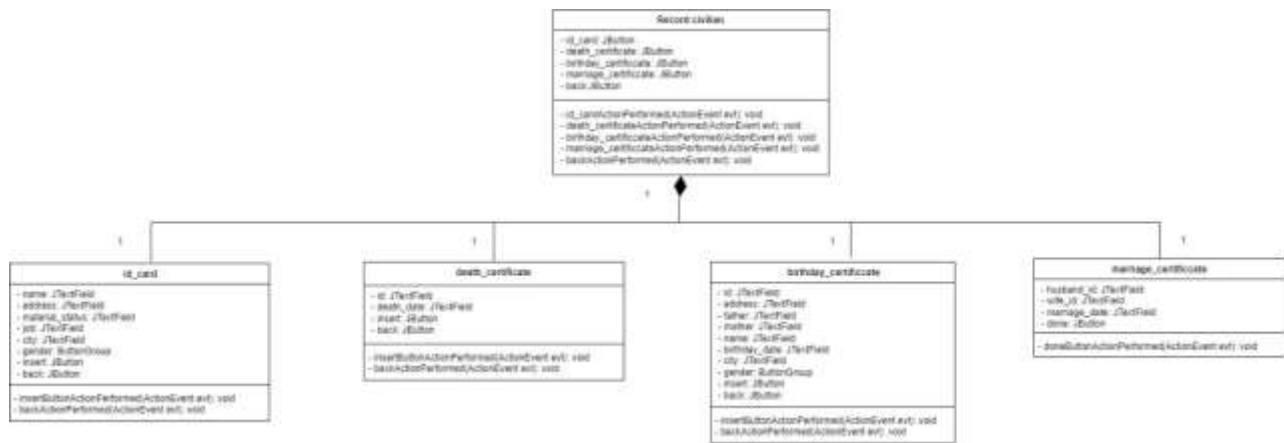 Record civilian
- id_card: JButton
- death_certificate: JButton
- birthday_certificcate: JButton
- marriage_certificcate: JButton
- back:JButton
- id_cardActionPerformed(ActionEvent evt): void
- death_certificateActionPerformed(ActionEvent evt): void
- birthday_certificcateActionPerformed(ActionEvent evt): void
- marriage_certificcateActionPerformed(ActionEvent evt): void
- backActionPerformed(ActionEvent evt): void
1
1
1
1
1
id_card
- name: JTextField
- address: JTextField
- material_status: JTextField
- job: JTextField
- city: JTextField
- gender: ButtonGroup
- insert: JButton
- back: JButton
- insertButtonActionPerformed(ActionEvent evt): void
- backActionPerformed(ActionEvent evt): void
death_certificate
- id: JTextField
- death_date: JTextField
- insert: JButton
- back: JButton
- insertButtonActionPerformed(ActionEvent evt): void
- backActionPerformed(ActionEvent evt): void
birthday_certificcate
- id: JTextField
- address: JTextField
- father: JTextField
- mother: JTextField
- name: JTextField
- birthday_date: JTextField
- city: JTextField
- gender: ButtonGroup
- insert: JButton
- back: JButton
- insertButtonActionPerformed(ActionEvent evt): void
- backActionPerformed(ActionEvent evt): void
marriage_certificcate
- husband_id: JTextField
- wife_id: JTextField
- marriage_date: JTextField
- done: JButton
- doneButtonActionPerformed(ActionEvent evt): void